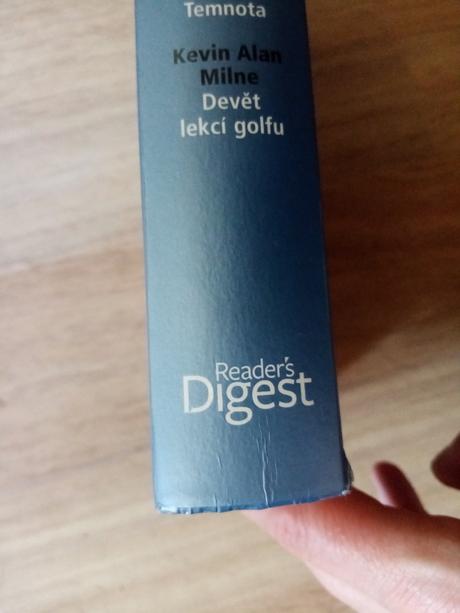 Temnota
Kevin Alan
Milne
Devět
lekcí golfu
Reader's
Digest